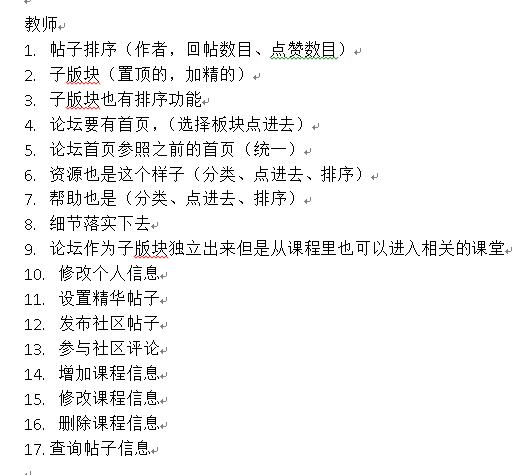 教师
1. 帖子排序（作者，回帖数目、点赞数目）
2. 子版块（置顶的，加精的）
3. 子版块也有排序功能
4. 论坛要有首页，（选择板块点进去）
5. 论坛首页参照之前的首页（统一）
6. 资源也是这个样子（分类、点进去、排序）
7. 帮助也是（分类、点进去、排序）
8. 细节落实下去
9. 论坛作为子版块独立出来但是从课程里也可以进入相关的课堂
10. 修改个人信息
11. 设置精华帖子
12. 发布社区帖子
13. 参与社区评论
14. 增加课程信息
15. 修改课程信息
16. 删除课程信息
17. 查询帖子信息